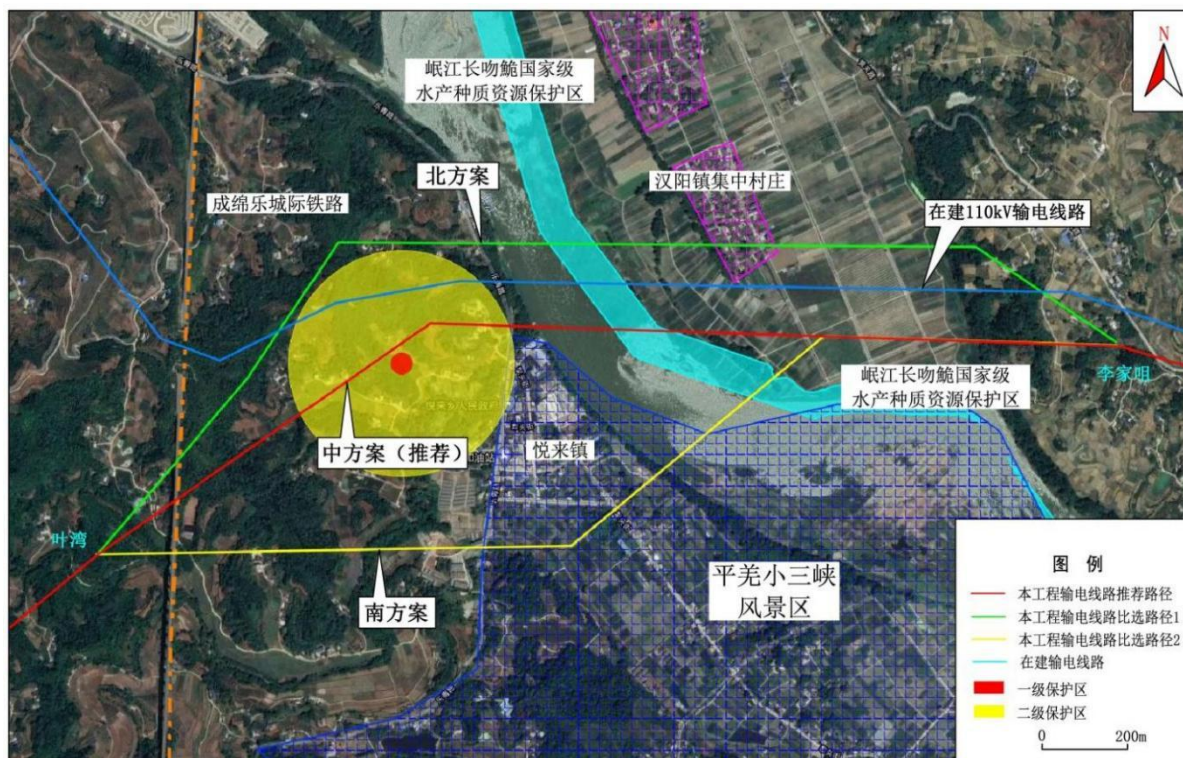 N
岷江长吻鮠国家级
水产种质资源保护区
北方案
成绵乐城际铁路
汉阳镇集中村庄
在建110kV输电线路
岷江长吻鮠国家级
水产种质资源保护区
李家咀
中方案（推荐）
悦来镇
叶湾
南方案
平羌小三峡
风景区
图 例
本工程输电线路推荐路径
本工程输电线路比选路径1
本工程输电线路比选路径2
在建输电线路
一级保护区
二级保护区
0 200m